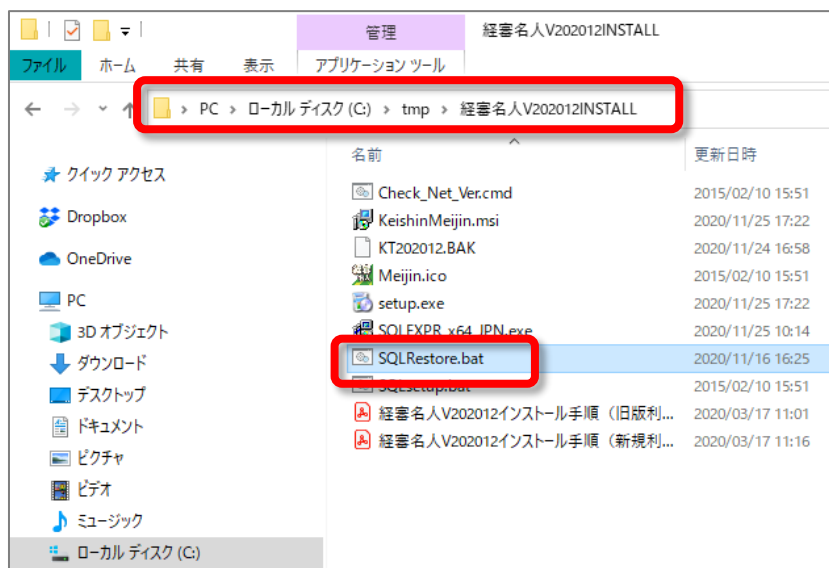 管理 経審名人V202012INSTALL
ファイル ホーム 共有 表示 アプリケーション ツール
PC › ローカル ディスク (C:) › tmp › 経審名人V202012INSTALL
名前 更新日時
クイック アクセス
Dropbox
OneDrive
PC
3D オブジェクト
ダウンロード
デスクトップ
ドキュメント
ピクチャ
ビデオ
ミュージック
ローカル ディスク (C:)
Check_Net_Ver.cmd 2015/02/10 15:51
KeishinMeijin.msi 2020/11/25 17:22
KT202012.BAK 2020/11/24 16:58
Meijin.ico 2015/02/10 15:51
setup.exe 2020/11/25 17:22
SQLEXPR_x64_JPN.exe 2020/11/25 10:14
SQLRestore.bat 2020/11/16 16:25
SQLsetup.bat 2015/02/10 15:51
経審名人V202012インストール手順（旧版利... 2020/03/17 11:01
経審名人V202012インストール手順（新規利... 2020/03/17 11:16